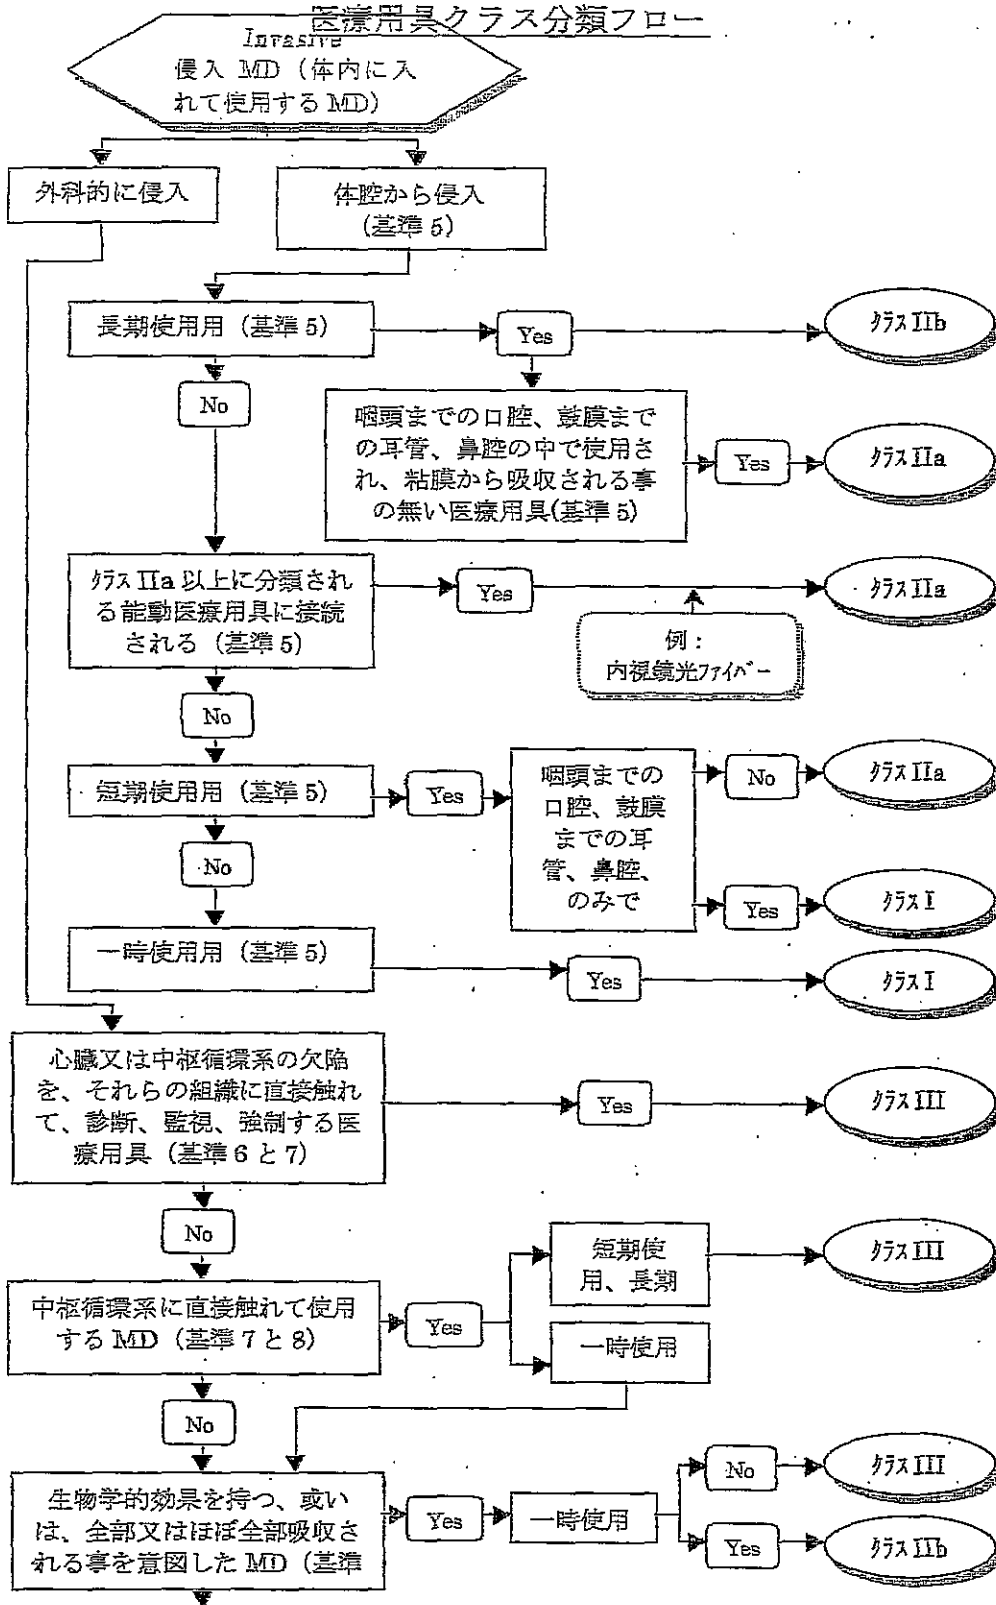 医療用具クラス分類フロー
Invasive
侵入 MD（体内に入
れて使用する MD）
外科的に侵入
体腔から侵入
（基準 5）
長期使用用（基準 5）
Yes
クラス IIb
No
咽頭までの口腔、鼓膜まで
の耳管、鼻腔の中で使用さ
れ、粘膜から吸収される事
の無い医療用具(基準 5)
Yes
クラス IIa
クラス IIa 以上に分類され
る能動医療用具に接続
される（基準 5）
Yes
クラス IIa
例：
内視鏡光ファイバー
No
短期使用用（基準 5）
Yes
咽頭までの
口腔、鼓膜
までの耳
管、鼻腔、
のみで
No
クラス IIa
Yes
クラス I
No
一時使用用（基準 5）
Yes
クラス I
心臓又は中枢循環系の欠陥
を、それらの組織に直接触れ
て、診断、監視、強制する医
療用具（基準 6 と 7）
Yes
クラス III
No
中枢循環系に直接触れて使用
する MD（基準 7 と 8）
Yes
短期使
用、長期
クラス III
一時使用
No
生物学的効果を持つ、或い
は、全部又はほぼ全部吸収さ
れる事を意図した MD（基準
Yes
一時使用
No
クラス III
Yes
クラス IIb